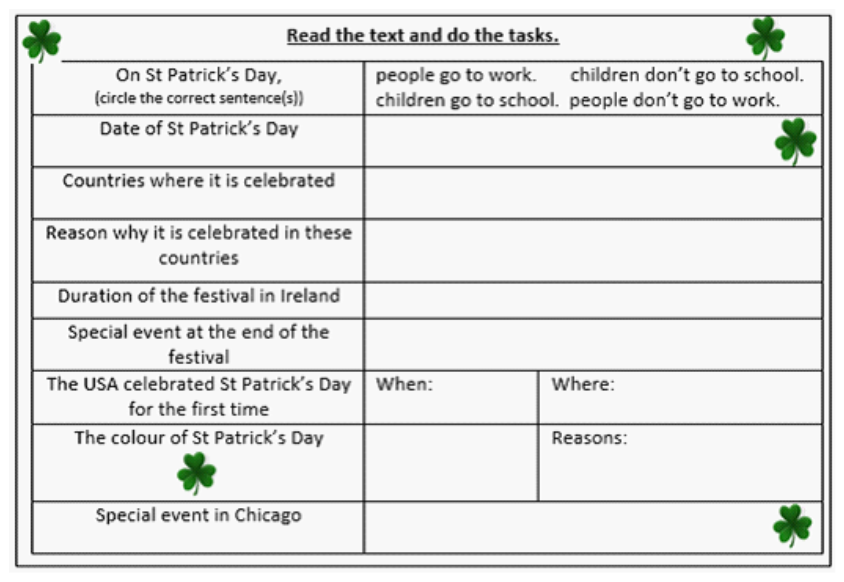 Read the text and do the tasks.
On St Patrick's Day,
(circle the correct sentence(s))
people go to work. children don't go to school.
children go to school. people don't go to work.
Date of St Patrick's Day
Countries where it is celebrated
Reason why it is celebrated in these
countries
Duration of the festival in Ireland
Special event at the end of the
festival
The USA celebrated St Patrick's Day
for the first time
When:
Where:
The colour of St Patrick's Day
Reasons:
Special event in Chicago